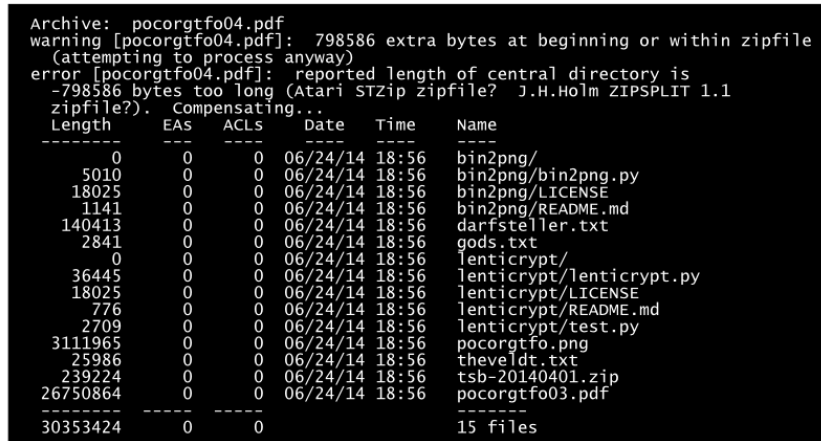 Archive:  pocorgtfo04.pdf
warning [pocorgtfo04.pdf]:  798586 extra bytes at beginning or within zipfile
  (attempting to process anyway)
error [pocorgtfo04.pdf]:  reported length of central directory is
  -798586 bytes too long (Atari STZip zipfile?  J.H.Holm ZIPSPLIT 1.1
  zipfile?).  Compensating...
  Length     EAs   ACLs    Date    Time    Name
 --------    ---   ----    ----    ----    ----
        0      0      0  06/24/14 18:56   bin2png/
     5010      0      0  06/24/14 18:56   bin2png/bin2png.py
    18025      0      0  06/24/14 18:56   bin2png/LICENSE
     1141      0      0  06/24/14 18:56   bin2png/README.md
   140413      0      0  06/24/14 18:56   darfsteller.txt
     2841      0      0  06/24/14 18:56   gods.txt
        0      0      0  06/24/14 18:56   lenticrypt/
    36445      0      0  06/24/14 18:56   lenticrypt/lenticrypt.py
    18025      0      0  06/24/14 18:56   lenticrypt/LICENSE
      776      0      0  06/24/14 18:56   lenticrypt/README.md
     2709      0      0  06/24/14 18:56   lenticrypt/test.py
  3111965      0      0  06/24/14 18:56   pocorgtfo.png
    25986      0      0  06/24/14 18:56   theveldt.txt
   239224      0      0  06/24/14 18:56   tsb-20140401.zip
 26750864      0      0  06/24/14 18:56   pocorgtfo03.pdf
 --------  -----  -----                   -------
 30353424      0      0                   15 files